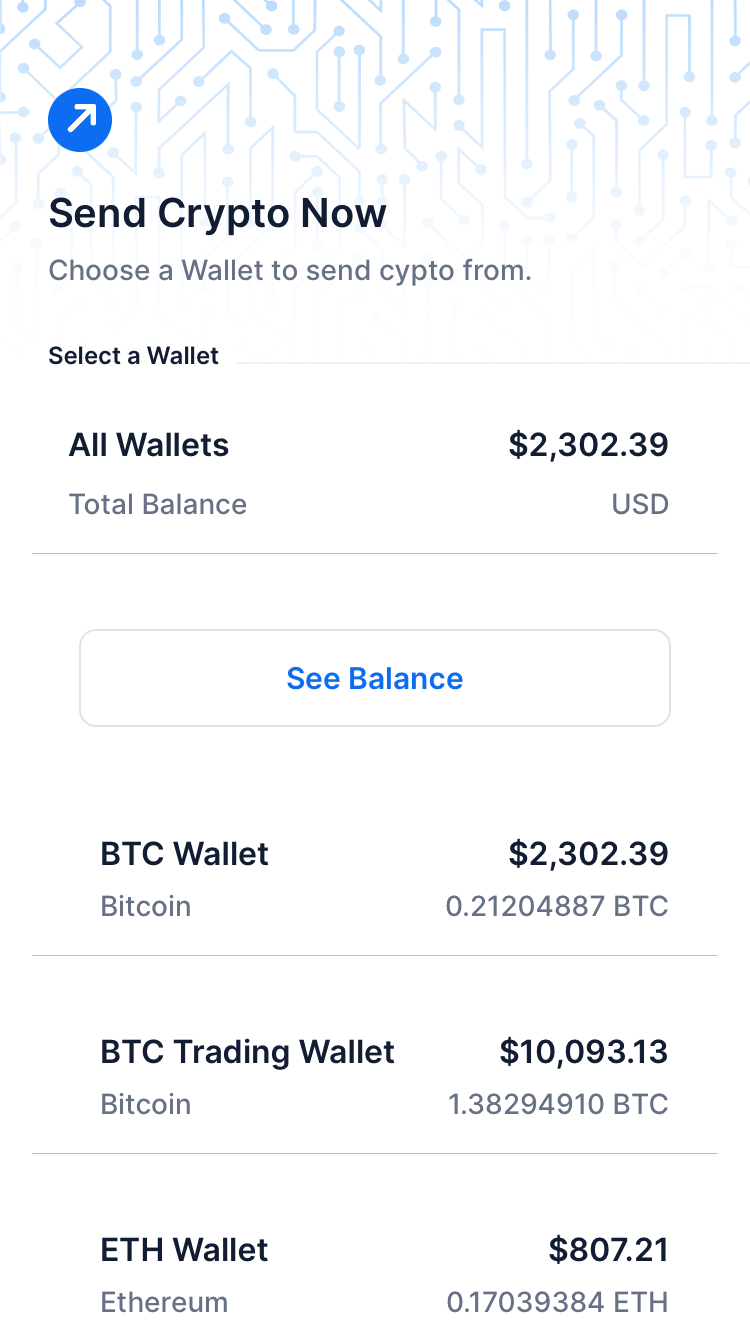 Send Crypto Now
Choose a Wallet to send cypto from.
Select a Wallet
All Wallets $2,302.39
Total Balance USD
See Balance
BTC Wallet $2,302.39
Bitcoin 0.21204887 BTC
BTC Trading Wallet $10,093.13
Bitcoin 1.38294910 BTC
ETH Wallet $807.21
Ethereum 0.17039384 ETH